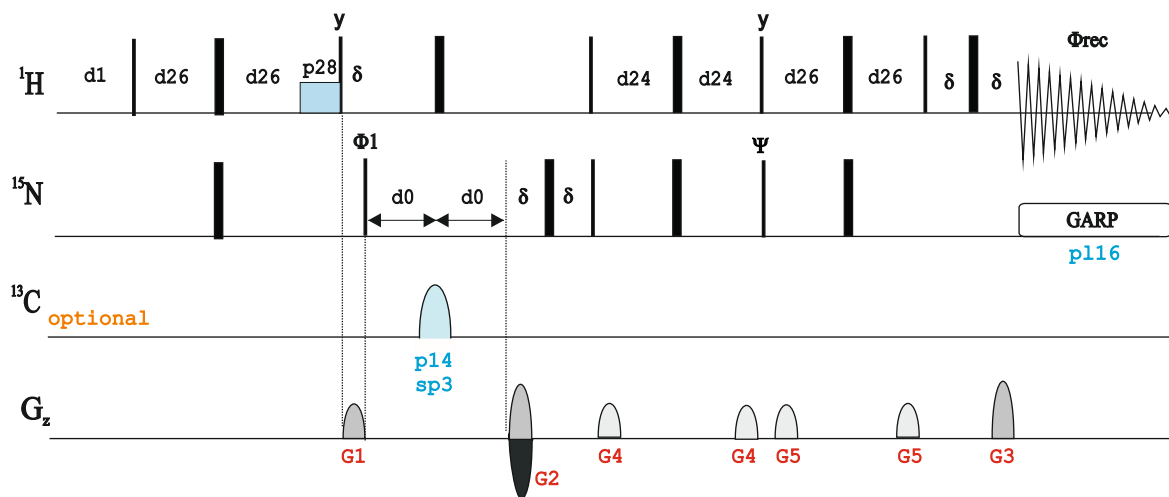 y y
Φrec
¹H d1 d26 d26 p28 δ d24 d24 d26 d26 δ δ
Φ1 Ψ
¹⁵N d0 d0 δ δ
GARP
pl16
¹³C
optional
p14
sp3
Gz
G1 G2 G4 G4 G5 G5 G3